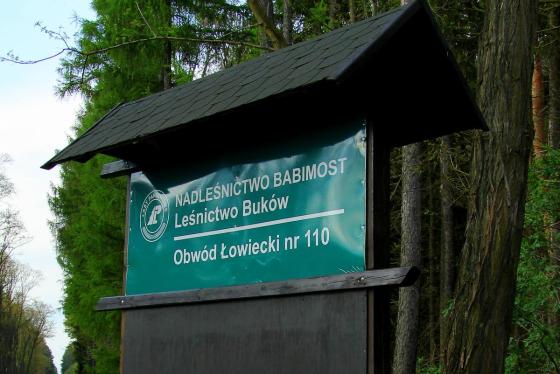 NADLEŚNICTWO BABIMOST
Leśnictwo Buków
Obwód Łowiecki nr 110